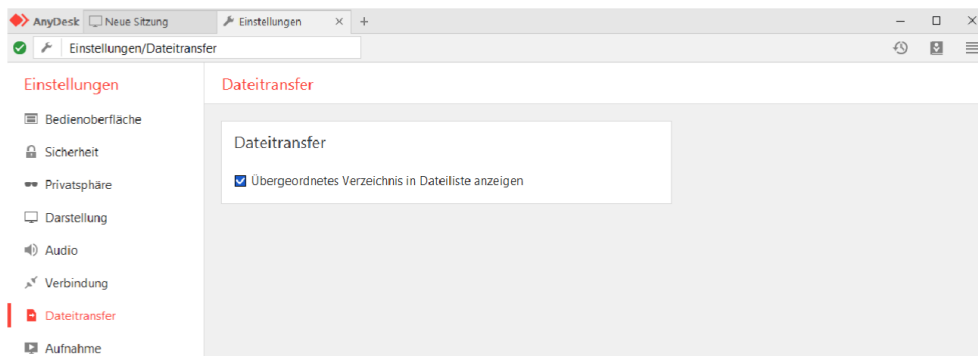 AnyDesk Neue Sitzung Einstellungen
Einstellungen/Dateitransfer
Einstellungen
Dateitransfer
Bedienoberfläche
Sicherheit
Privatsphäre
Darstellung
Audio
Verbindung
Dateitransfer
Aufnahme
Dateitransfer
Übergeordnetes Verzeichnis in Dateiliste anzeigen